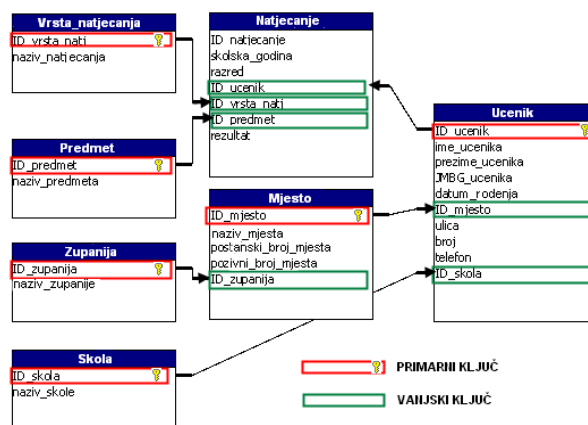 Vrsta_natjecanja
ID_vrsta_natj
naziv_natjecanja
Natjecanje
ID_natjecanje
skolska_godina
razred
ID_ucenik
ID_vrsta_natj
ID_predmet
rezultat
Ucenik
ID_ucenik
ime_ucenika
prezime_ucenika
JMBG_ucenika
datum_rodenja
ID_mjesto
ulica
broj
telefon
ID_skola
Predmet
ID_predmet
naziv_predmeta
Mjesto
ID_mjesto
naziv_mjesta
postanski_broj_mjesta
pozivni_broj_mjesta
ID_zupanija
Zupanija
ID_zupanija
naziv_zupanije
Skola
ID_skola
naziv_skole
PRIMARNI KLJUČ
VANJSKI KLJUČ